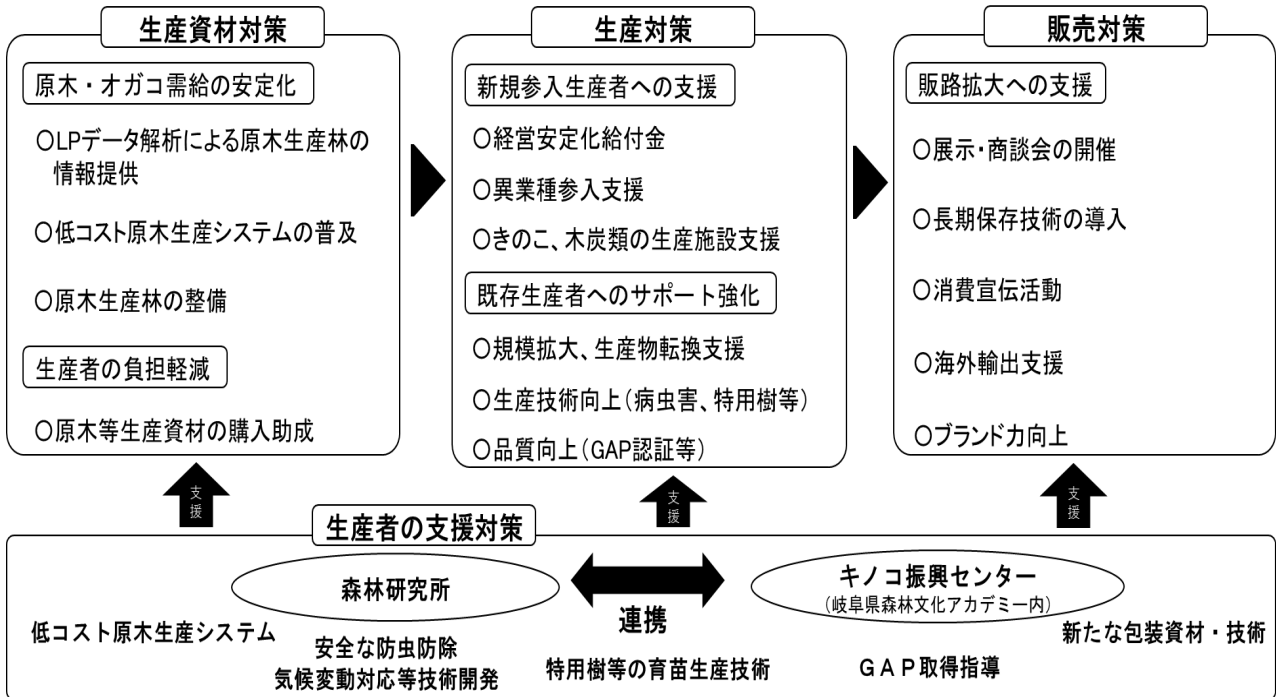 生産資材対策
原木・オガコ需給の安定化
○LPデータ解析による原木生産林の
情報提供
○低コスト原木生産システムの普及
○原木生産林の整備
生産者の負担軽減
○原木等生産資材の購入助成
生産対策
新規参入生産者への支援
○経営安定化給付金
○異業種参入支援
○きのこ、木炭類の生産施設支援
既存生産者へのサポート強化
○規模拡大、生産物転換支援
○生産技術向上(病虫害、特用樹等)
○品質向上(GAP認証等)
販売対策
販路拡大への支援
○展示・商談会の開催
○長期保存技術の導入
○消費宣伝活動
○海外輸出支援
○ブランド力向上
支援
支援
支援
生産者の支援対策
森林研究所
連携
キノコ振興センター
(岐阜県森林文化アカデミー内)
低コスト原木生産システム
安全な防虫防除
気候変動対応等技術開発
特用樹等の育苗生産技術
GAP取得指導
新たな包装資材・技術